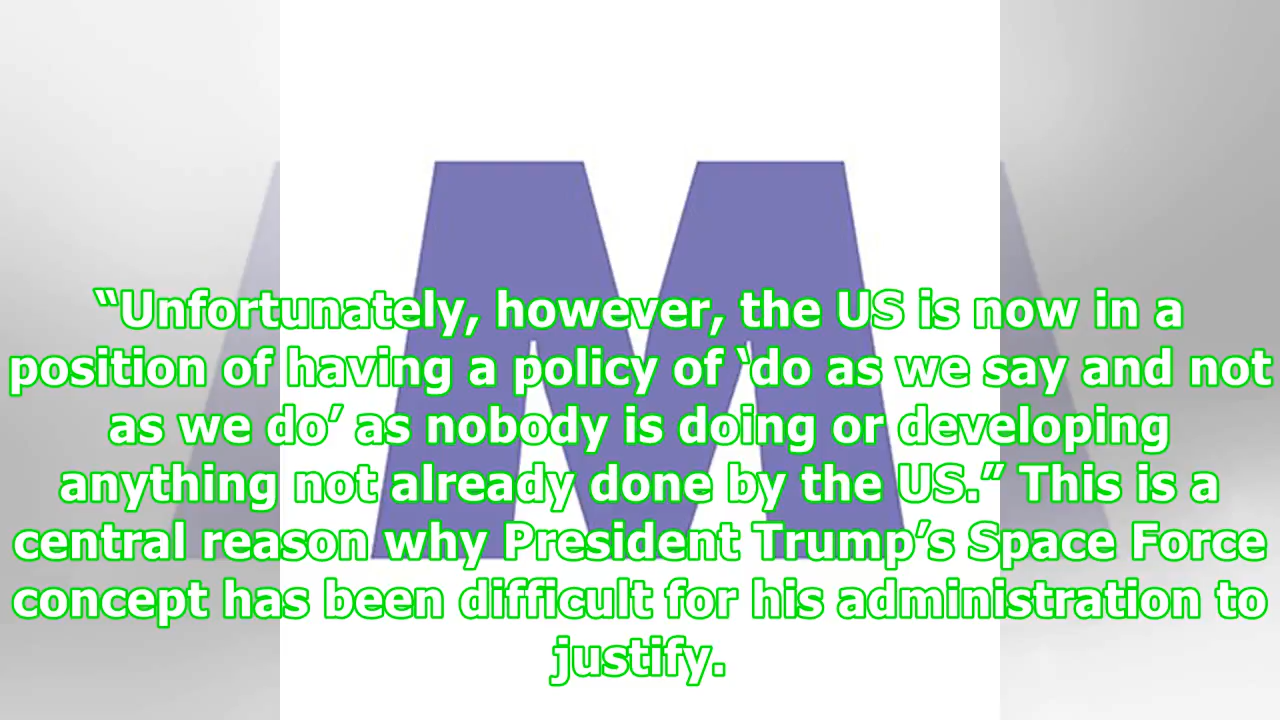 “Unfortunately, however, the US is now in a
position of having a policy of ‘do as we say and not
as we do’ as nobody is doing or developing
anything not already done by the US.” This is a
central reason why President Trump’s Space Force
concept has been difficult for his administration to
justify.
M